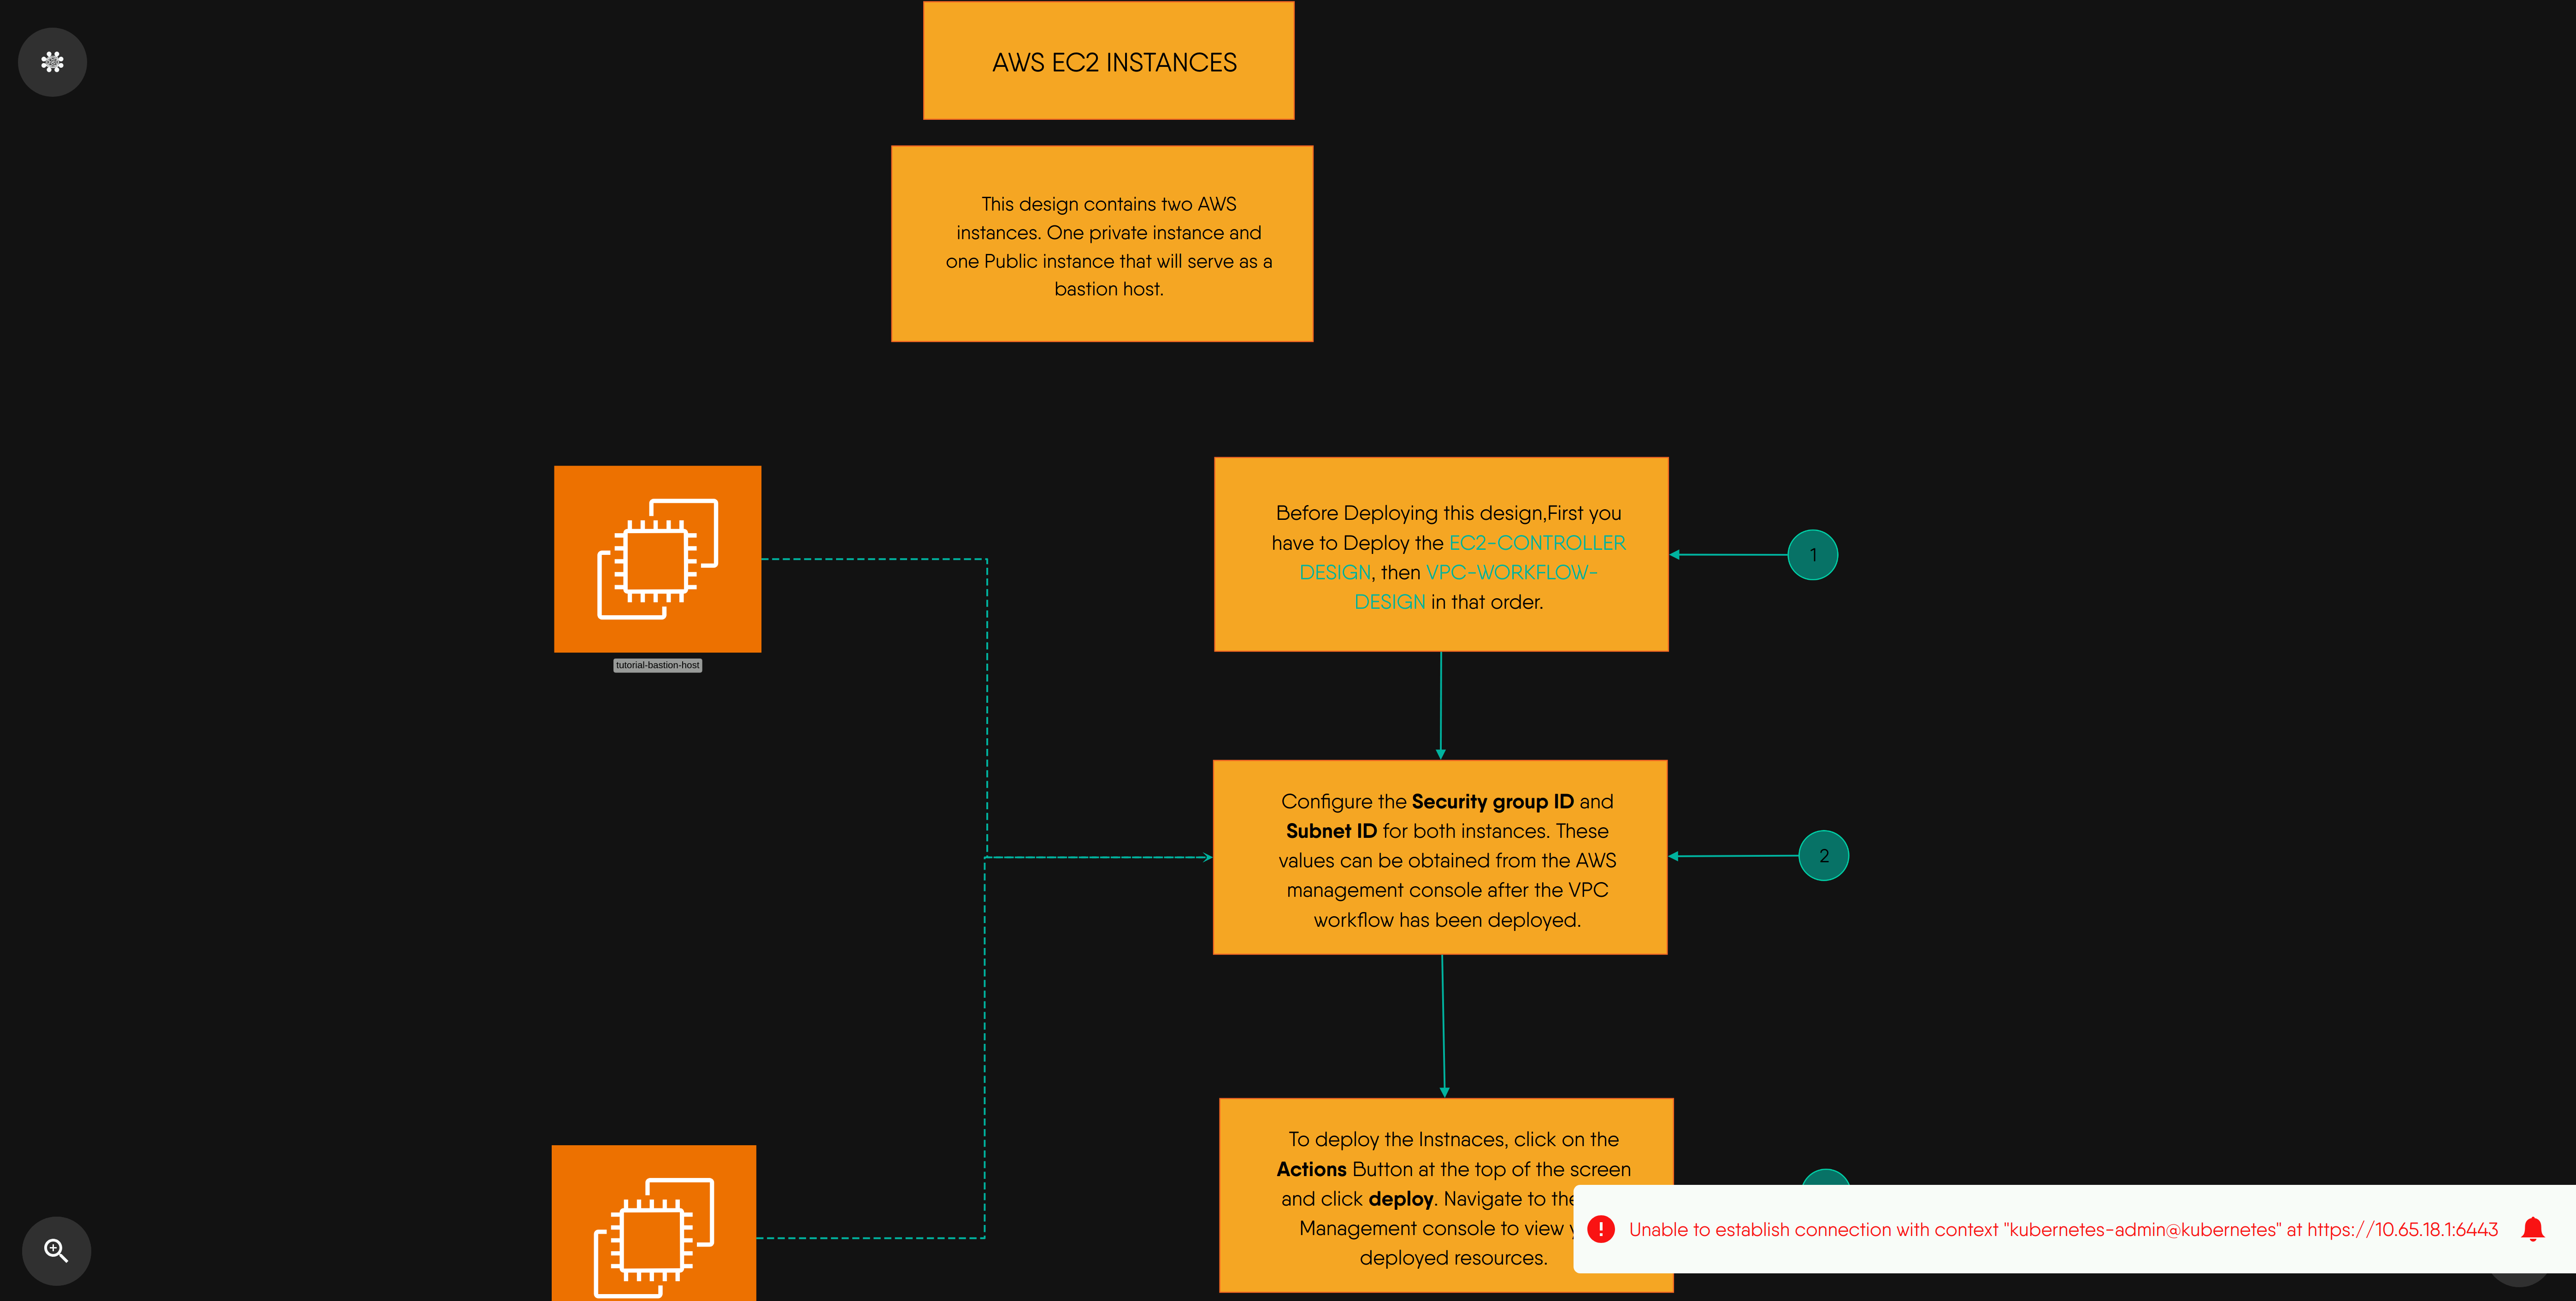 AWS EC2 INSTANCES
This design contains two AWS
instances. One private instance and
one Public instance that will serve as a
bastion host.
tutorial-bastion-host
Before Deploying this design,First you
have to Deploy the EC2-CONTROLLER
DESIGN, then VPC-WORKFLOW-
DESIGN in that order.
1
Configure the Security group ID and
Subnet ID for both instances. These
values can be obtained from the AWS
management console after the VPC
workflow has been deployed.
2
To deploy the Instnaces, click on the
Actions Button at the top of the screen
and click deploy. Navigate to the
Management console to view
deployed resources.
Unable to establish connection with context "kubernetes-admin@kubernetes" at https://10.65.18.1:6443